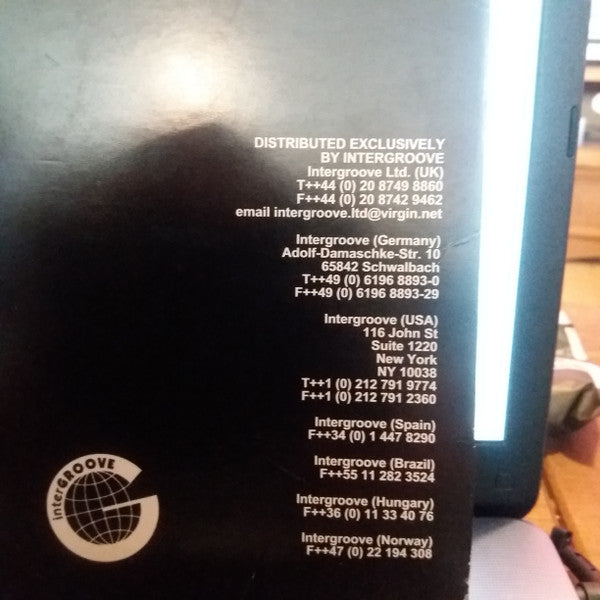 DISTRIBUTED EXCLUSIVELY
BY INTERGROOVE
Intergroove Ltd. (UK)
T++44 (0) 20 8749 8860
F++44 (0) 20 8742 9462
email intergroove.ltd@virgin.net
Intergroove (Germany)
Adolf-Damaschke-Str. 10
65842 Schwalbach
T++49 (0) 6196 8893-0
F++49 (0) 6196 8893-29
Intergroove (USA)
116 John St
Suite 1220
New York
NY 10038
T++1 (0) 212 791 9774
F++1 (0) 212 791 2360
Intergroove (Spain)
F++34 (0) 1 447 8290
Intergroove (Brazil)
F++55 11 282 3524
Intergroove (Hungary)
F++36 (0) 11 33 40 76
Intergroove (Norway)
F++47 (0) 22 194 308
interGROOVE